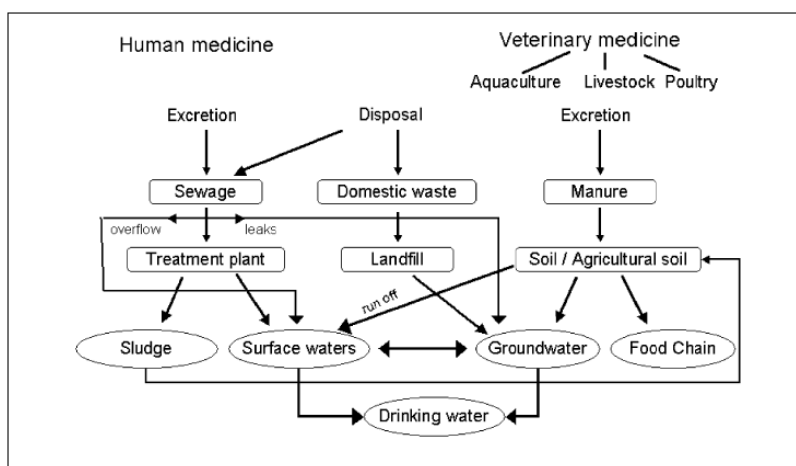 Human medicine
Veterinary medicine
Aquaculture Livestock Poultry
Excretion
Disposal
Excretion
Sewage
Domestic waste
Manure
overflow
leaks
Treatment plant
Landfill
Soil / Agricultural soil
run off
Sludge
Surface waters
Groundwater
Food Chain
Drinking water